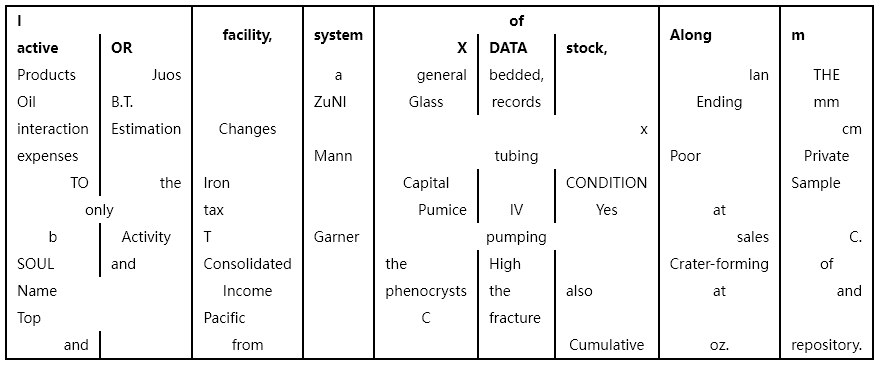 I of
facility, system Along m
active OR X DATA stock,
Products Juos a general bedded, Ian THE
Oil B.T. ZuNI Glass records Ending mm
interaction Estimation Changes x cm
expenses Mann tubing Poor Private
TO the Iron Capital CONDITION Sample
only tax Pumice IV Yes at
b Activity T Garner pumping sales C.
SOUL and Consolidated the High Crater-forming of
Name Income phenocrysts the also at and
Top Pacific C fracture
and from Cumulative oz. repository.